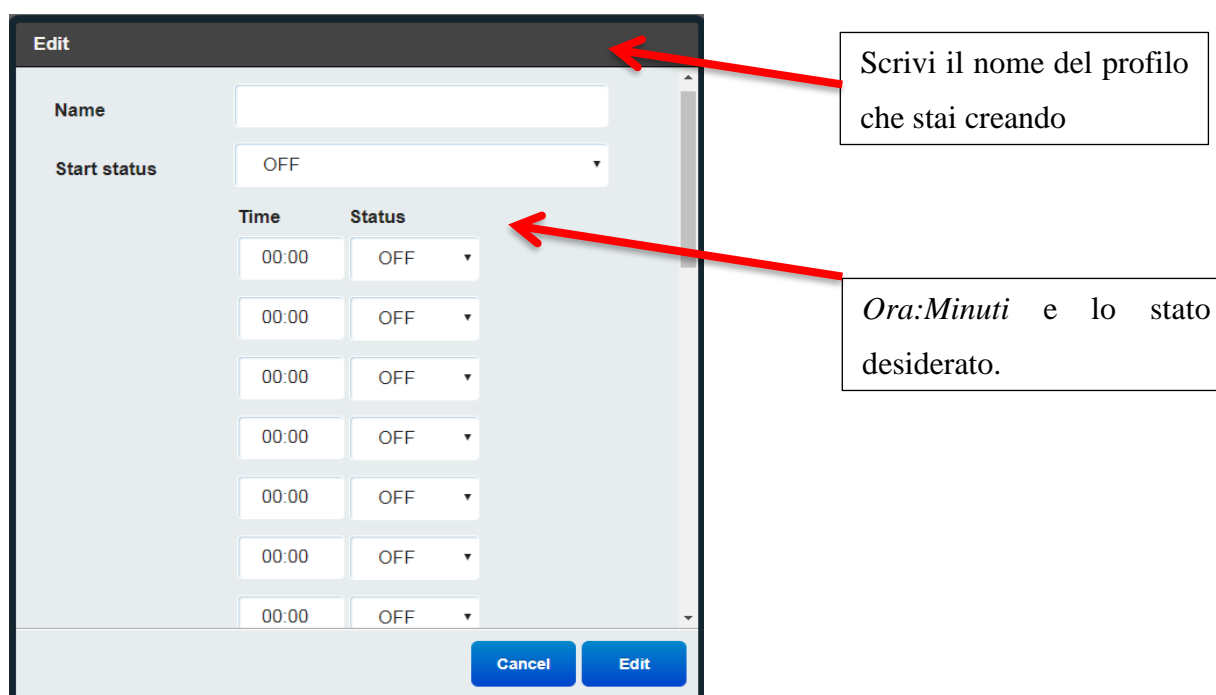 Edit
Scrivi il nome del profilo
che stai creando
Name
Start status OFF
Time Status
00:00 OFF
00:00 OFF
00:00 OFF
00:00 OFF
00:00 OFF
00:00 OFF
00:00 OFF
Ora:Minuti e lo stato
desiderato.
Cancel Edit